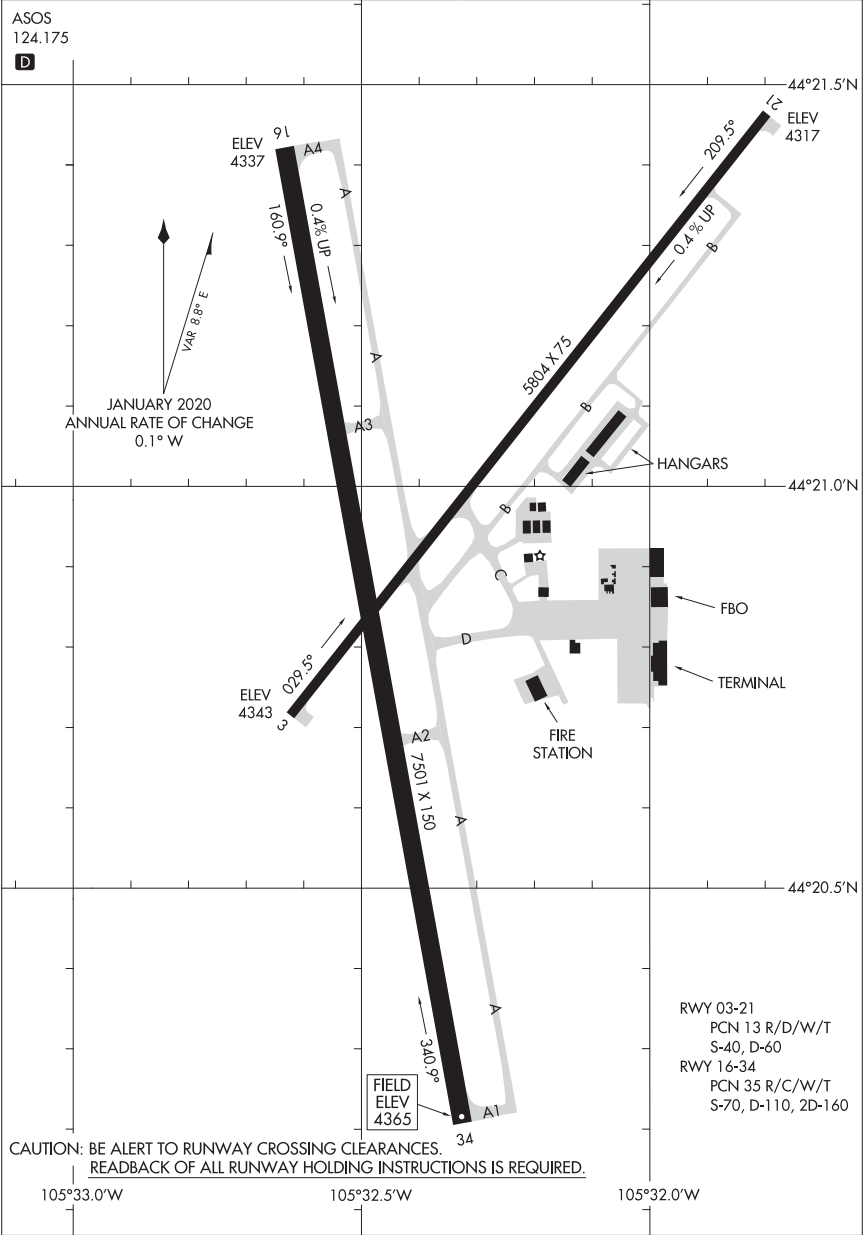 ASOS
124.175
D
44°21.5'N
21
ELEV
4317
16
ELEV
4337
A4
A
209.5°
160.9°
0.4% UP
0.4% UP
B
VAR 8.8° E
A
5804 X 75
JANUARY 2020
ANNUAL RATE OF CHANGE
0.1° W
A3
B
HANGARS
44°21.0'N
B
C
FBO
D
029.5°
ELEV
4343
3
TERMINAL
FIRE
STATION
A2
7501 X 150
A
44°20.5'N
A
340.9°
RWY 03-21
PCN 13 R/D/W/T
S-40, D-60
RWY 16-34
PCN 35 R/C/W/T
S-70, D-110, 2D-160
FIELD
ELEV
4365
A1
34
CAUTION: BE ALERT TO RUNWAY CROSSING CLEARANCES.
READBACK OF ALL RUNWAY HOLDING INSTRUCTIONS IS REQUIRED.
105°33.0'W
105°32.5'W
105°32.0'W